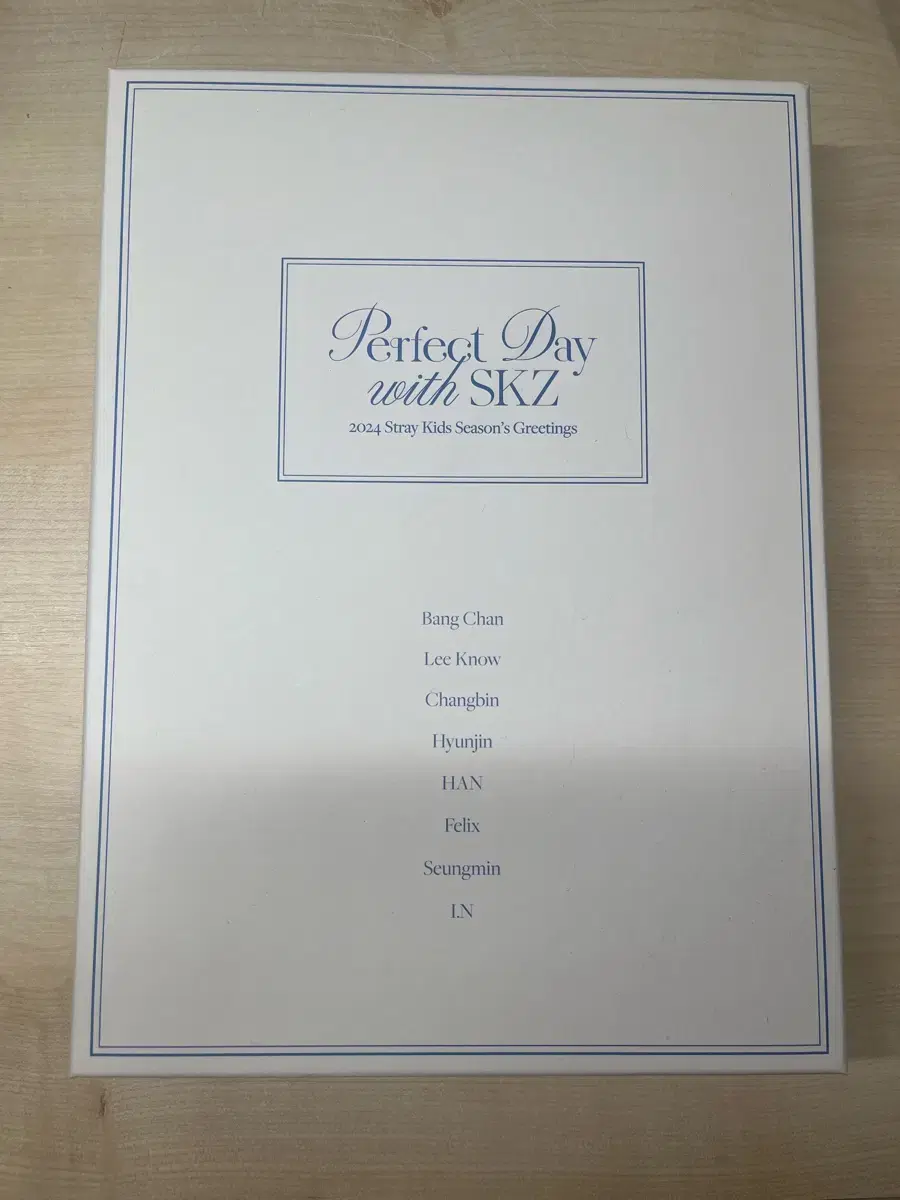 Perfect Day
with SKZ
2024 Stray Kids Season's Greetings
Bang Chan
Lee Know
Changbin
Hyunjin
HAN
Felix
Seungmin
I.N